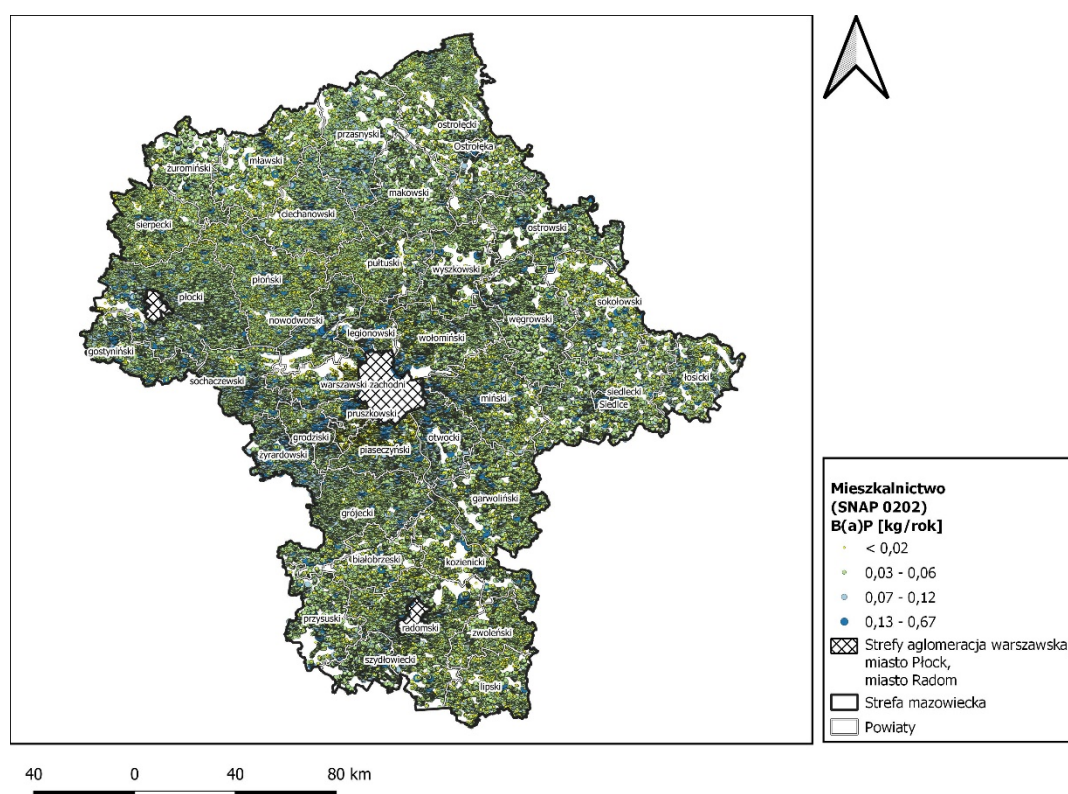 ostrołęcki
Ostrołęka
przasnyski
mławski
żuromiński
makowski
ciechanowski
sierpecki
ostrowski
pułtuski
wyszkowski
płoński
płocki
sokołowski
nowodworski
węgrowski
legionowski
wołomiński
gostyniński
łosicki
sochaczewski
warszawski zachodni
siedlecki
miński
Siedlce
pruszkowski
grodziski
otwocki
piaseczyński
żyrardowski
garwoliński
grójecki
białobrzeski
kozienicki
przysuski
radomski
zwoleński
szydłowiecki
lipski
Mieszkalnictwo
(SNAP 0202)
B(a)P [kg/rok]
< 0,02
0,03 - 0,06
0,07 - 0,12
0,13 - 0,67
Strefy aglomeracja warszawska
miasto Płock,
miasto Radom
Strefa mazowiecka
Powiaty
40 0 40 80 km